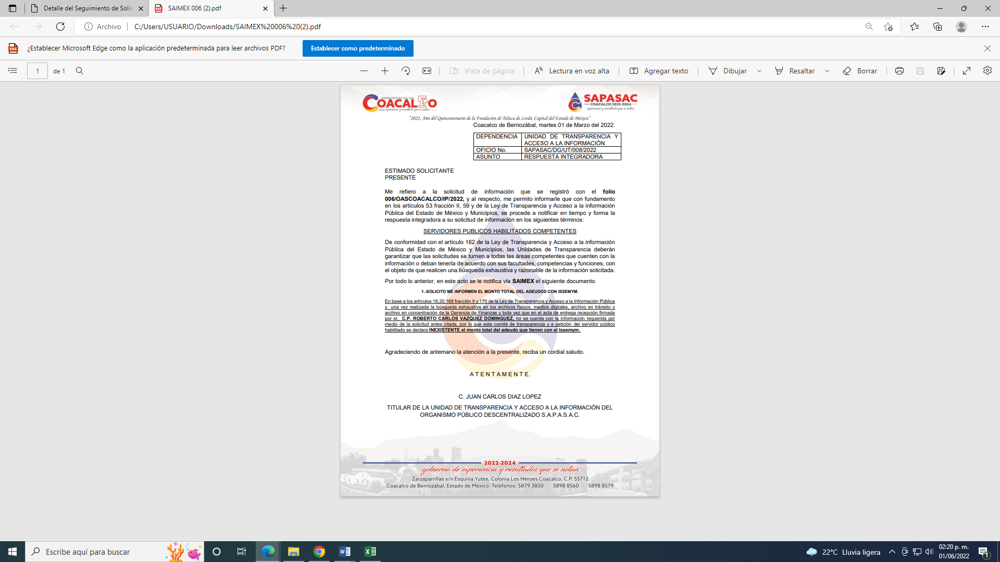 Detalle del Seguimiento de Solic
SAIMEX 006 (2).pdf
Archivo
C:/Users/USUARIO/Downloads/SAIMEX%20006%20(2).pdf
PDF
¿Establecer Microsoft Edge como la aplicación predeterminada para leer archivos PDF?
Establecer como predeterminado
1
de 1
Vista de página
Lectura en voz alta
Agregar texto
Dibujar
Resaltar
Borrar
GOBIERNO MUNICIPAL 2022 - 2024
COACALCO
experiencia y resultados que se notan
SAPASAC
COACALCO 2022-2024
experiencia y resultados que se notan
"2022. Año del Quincentenario de la Fundación de Toluca de Lerdo, Capital del Estado de México"
Coacalco de Berriozábal, martes 01 de Marzo del 2022.
DEPENDENCIA UNIDAD DE TRANSPARENCIA Y
ACCESO A LA INFORMACIÓN
OFICIO No. SAPASAC/DG/UT/008/2022
ASUNTO RESPUESTA INTEGRADORA
ESTIMADO SOLICITANTE
PRESENTE
Me refiero a la solicitud de información que se registró con el folio
006/OASCOACALCO/IP/2022, y al respecto, me permito informarle que con fundamento
en los artículos 53 fracción II, 59 y de la Ley de Transparencia y Acceso a la información
Pública del Estado de México y Municipios, se procede a notificar en tiempo y forma la
respuesta integradora a su solicitud de información en los siguientes términos:
SERVIDORES PUBLICOS HABILITADOS COMPETENTES
De conformidad con el artículo 162 de la Ley de Transparencia y Acceso a la información
Pública del Estado de México y Municipios, las Unidades de Transparencia deberán
garantizar que las solicitudes se turnen a todas las áreas competentes que cuenten con la
información o deban tenerla de acuerdo con sus facultades, competencias y funciones, con
el objeto de que realicen una búsqueda exhaustiva y razonable de la información solicitada.
Por todo lo anterior, en este acto se le notifica vía SAIMEX el siguiente documento.
1.-SOLICITO ME INFORMEN EL MONTO TOTAL DEL ADEUDOS CON ISSEMYM.
En base a los artículos 19,20,169 fracción II y 170 de la Ley de Transparencia y Acceso a la Información Pública
y una vez realizada la búsqueda exhaustiva en los archivos físicos, medios digitales, archivo en tránsito y
archivo en concentración de la Gerencia de Finanzas y toda vez que en el acta de entrega recepción firmada
por el, C.P. ROBERTO CARLOS VAZQUEZ DOMINGUEZ, no se cuenta con la información requerida por
medio de la solicitud antes citada, por lo que este comité de transparencia y a petición del servidor público
habilitado se declara INEXISTENTE el monto total del adeudo que tienen con el Issemym.
Agradeciendo de antemano la atención a la presente, reciba un cordial saludo.
A T E N T A M E N T E.
C. JUAN CARLOS DIAZ LOPEZ
TITULAR DE LA UNIDAD DE TRANSPARENCIA Y ACCESO A LA INFORMACIÓN DEL
ORGANISMO PÚBLICO DESCENTRALIZADO S.A.P.A.S.A.C.
2022-2024
gobierno de experiencia y resultados que se notan
Zarzaparrillas s/n Esquina Yutes, Colonia Los Héroes Coacalco, C.P. 55712
Coacalco de Berriozábal, Estado de México. Teléfonos: 5879 3800 - 5898 8560 - 5898 8579
Escribe aquí para buscar
22°C Lluvia ligera
02:20 p. m.
01/06/2022
1